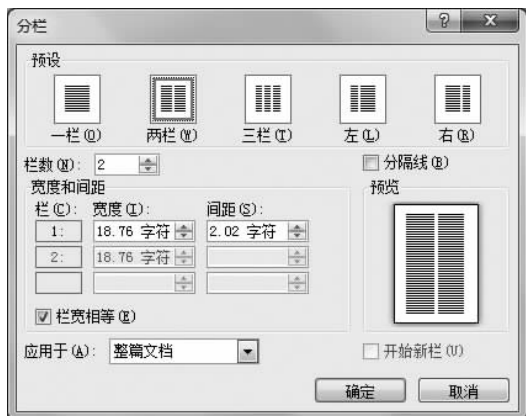 分栏
预设
一栏(O) 两栏(W) 三栏(T) 左(L) 右(R)
栏数(N): 2 分隔线(B)
宽度和间距 预览
栏(C): 宽度(I): 间距(S):
1: 18.76 字符 2.02 字符
2: 18.76 字符
栏宽相等(E)
应用于(A): 整篇文档 开始新栏(U)
确定 取消